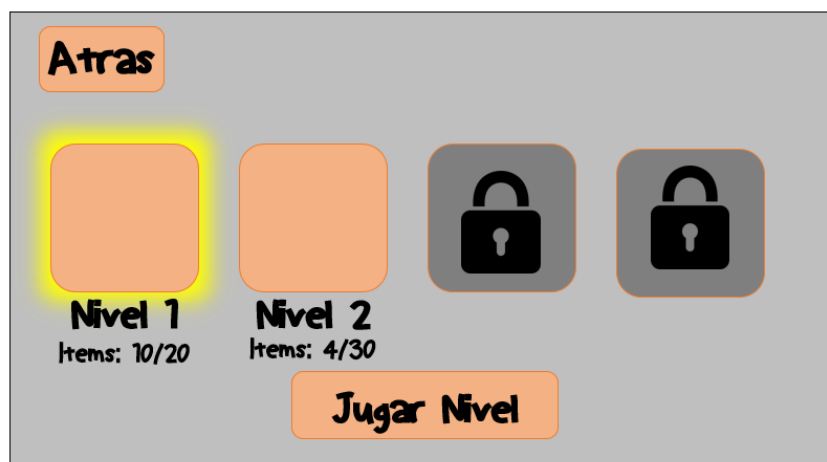 Atras
Nivel 1
Nivel 2
Items: 10/20
Items: 4/30
Jugar Nivel